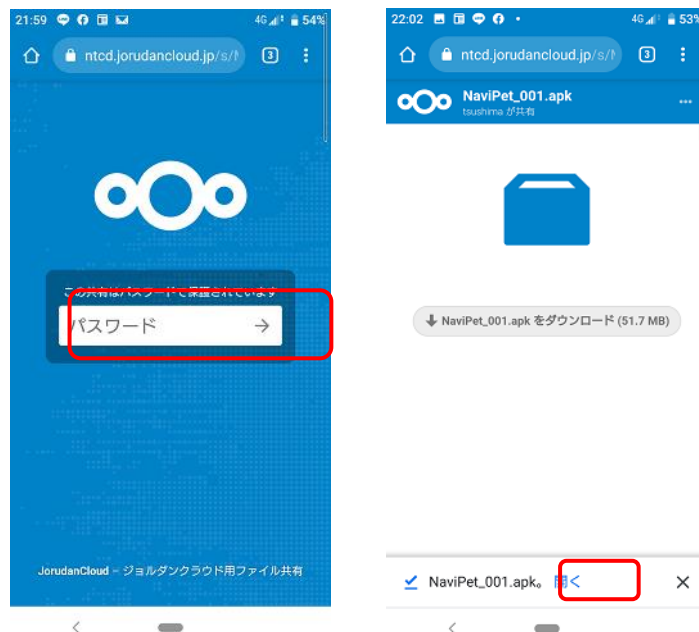 21:59
4G 54%
ntcd.jorudancloud.jp/s/
3
この共有はパスワードで保護されています
パスワード
JorudanCloud – ジョルダンクラウド用ファイル共有
22:02
4G 53%
ntcd.jorudancloud.jp/s/
3
NaviPet_001.apk
tsushima が共有
NaviPet_001.apk をダウンロード (51.7 MB)
NaviPet_001.apk。 開く